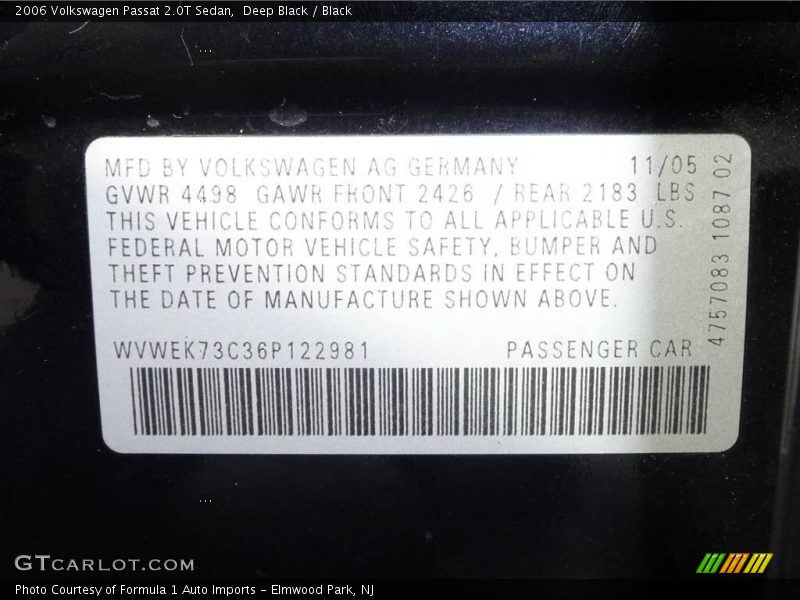 2006 Volkswagen Passat 2.0T Sedan,  Deep Black / Black
MFD BY VOLKSWAGEN AG GERMANY 11/05
GVWR 4498 GAWR FRONT 2426 / REAR 2183 LBS
THIS VEHICLE CONFORMS TO ALL APPLICABLE U.S.
FEDERAL MOTOR VEHICLE SAFETY, BUMPER AND
THEFT PREVENTION STANDARDS IN EFFECT ON
THE DATE OF MANUFACTURE SHOWN ABOVE.
WVWEK73C36P122981 PASSENGER CAR
4757083 1087 02
GTCARLOT.COM
Photo Courtesy of Formula 1 Auto Imports – Elmwood Park, NJ